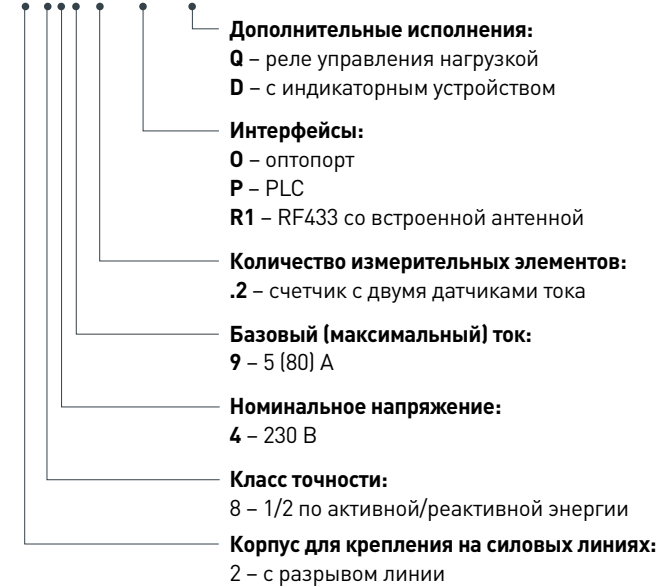 Дополнительные исполнения:
Q – реле управления нагрузкой
D – с индикаторным устройством
Интерфейсы:
O – оптопорт
P – PLC
R1 – RF433 со встроенной антенной
Количество измерительных элементов:
.2 – счетчик с двумя датчиками тока
Базовый (максимальный) ток:
9 – 5 (80) А
Номинальное напряжение:
4 – 230 В
Класс точности:
8 – 1/2 по активной/реактивной энергии
Корпус для крепления на силовых линиях:
2 – с разрывом линии